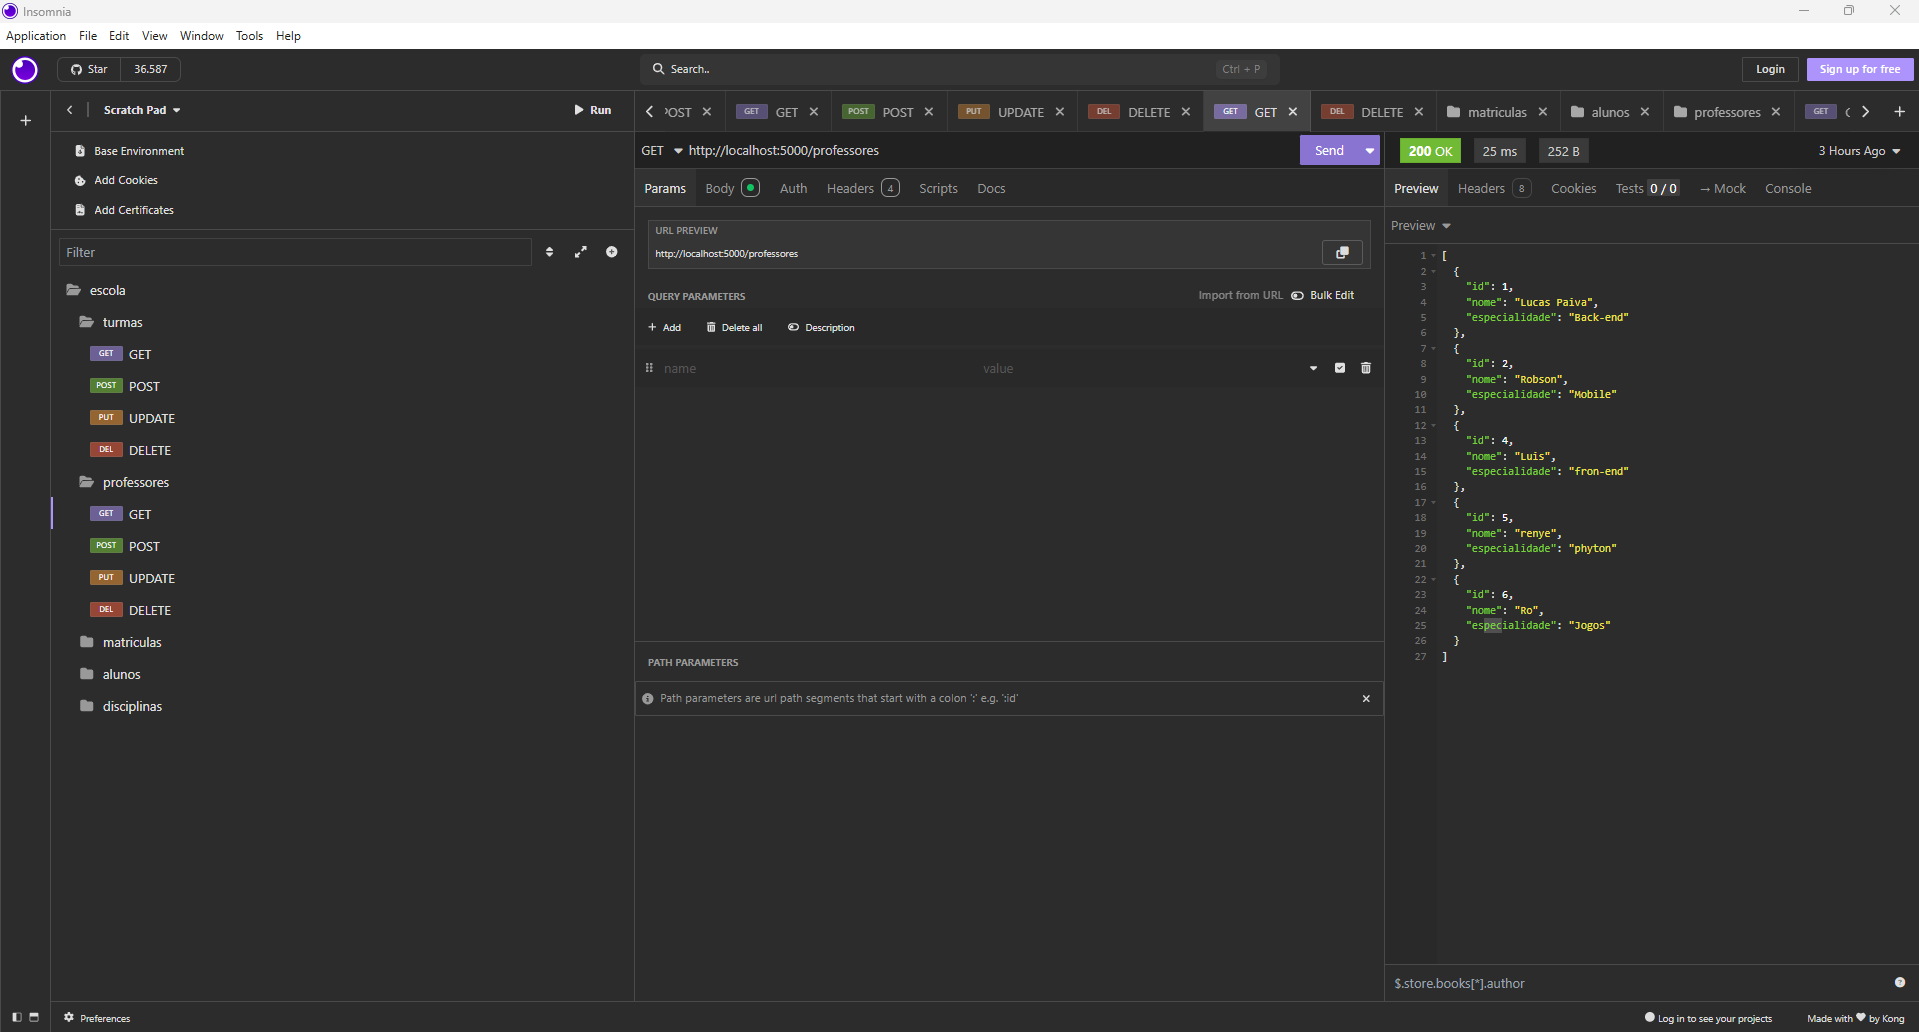 Insomnia
Application File Edit View Window Tools Help
Star 36.587
Search.. Ctrl + P
Login Sign up for free
Scratch Pad Run
POST GET GET POST POST PUT UPDATE DEL DELETE GET GET DEL DELETE matriculas alunos professores GET
Base Environment
Add Cookies
Add Certificates
Filter
escola
turmas
GET GET
POST POST
PUT UPDATE
DEL DELETE
professores
GET GET
POST POST
PUT UPDATE
DEL DELETE
matriculas
alunos
disciplinas
GET http://localhost:5000/professores Send
Params Body Auth Headers 4 Scripts Docs
URL PREVIEW
http://localhost:5000/professores
QUERY PARAMETERS Import from URL Bulk Edit
Add Delete all Description
name value
PATH PARAMETERS
Path parameters are url path segments that start with a colon ':' e.g. ':id'
200 OK 25 ms 252 B 3 Hours Ago
Preview Headers 8 Cookies Tests 0 / 0 → Mock Console
Preview
1 [
2 {
3 "id": 1,
4 "nome": "Lucas Paiva",
5 "especialidade": "Back-end"
6 },
7 {
8 "id": 2,
9 "nome": "Robson",
10 "especialidade": "Mobile"
11 },
12 {
13 "id": 4,
14 "nome": "Luis",
15 "especialidade": "fron-end"
16 },
17 {
18 "id": 5,
19 "nome": "renye",
20 "especialidade": "phyton"
21 },
22 {
23 "id": 6,
24 "nome": "Ro",
25 "especialidade": "Jogos"
26 }
27 ]
$.store.books[*].author
Preferences
Log in to see your projects Made with ♥ by Kong